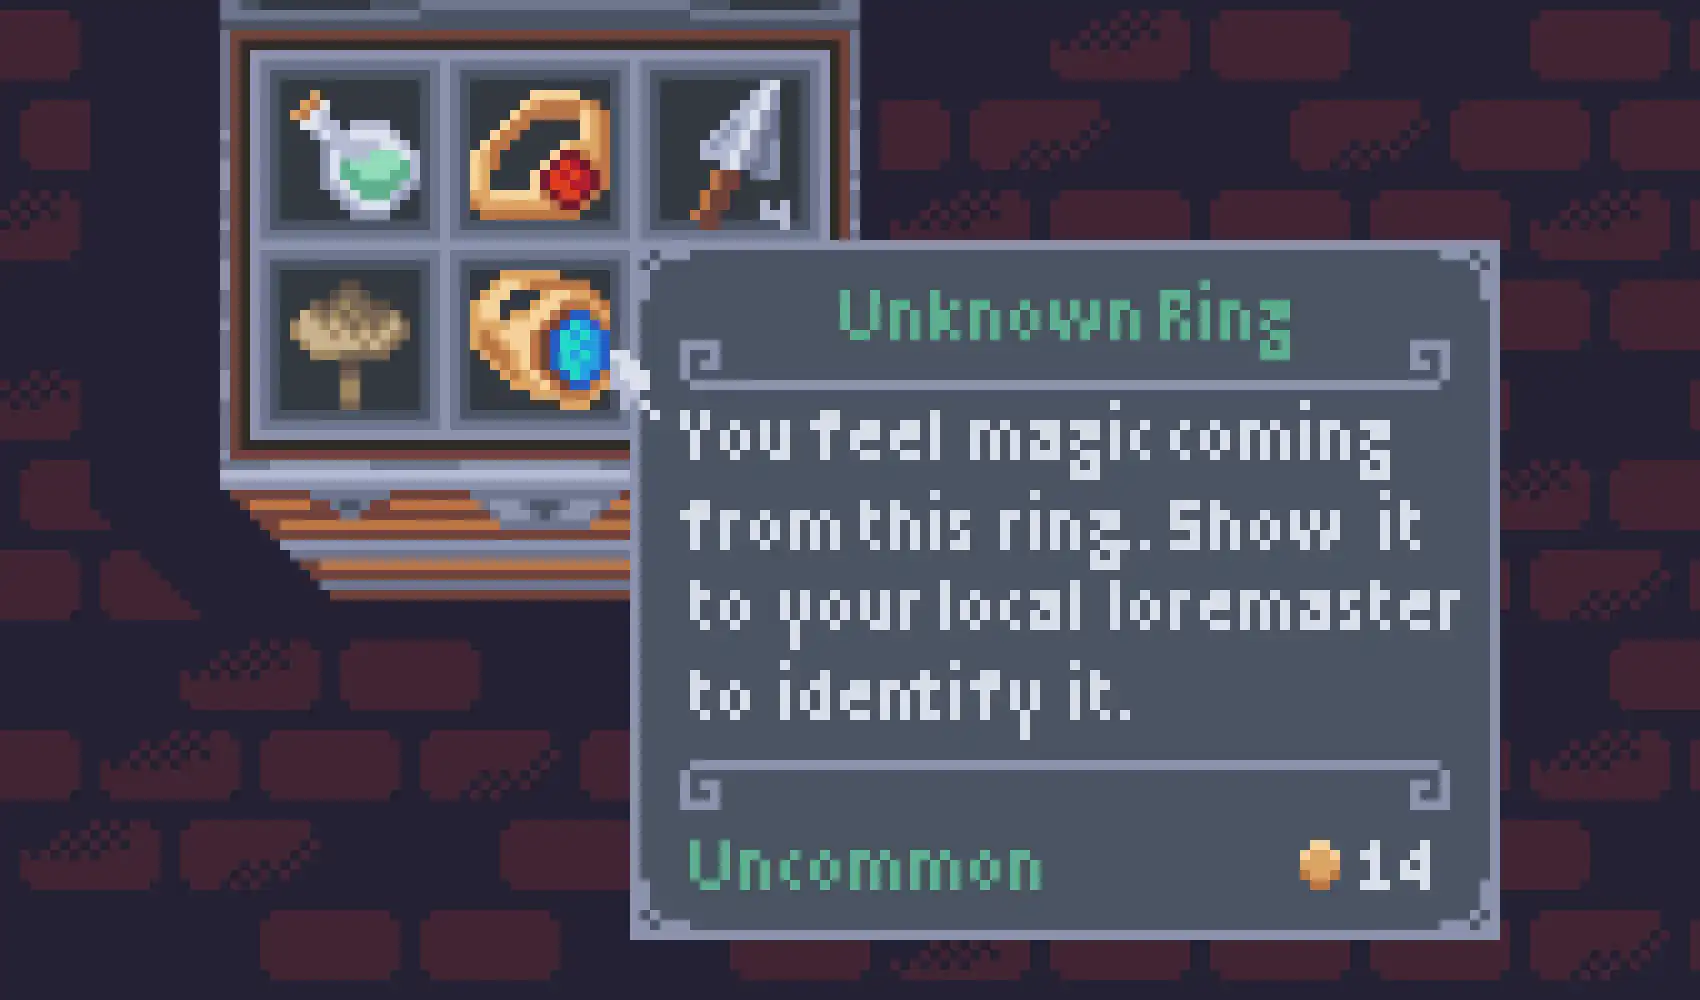 4
Unknown Ring
You feel magic coming
from this ring. Show it
to your local loremaster
to identify it.
Uncommon 14